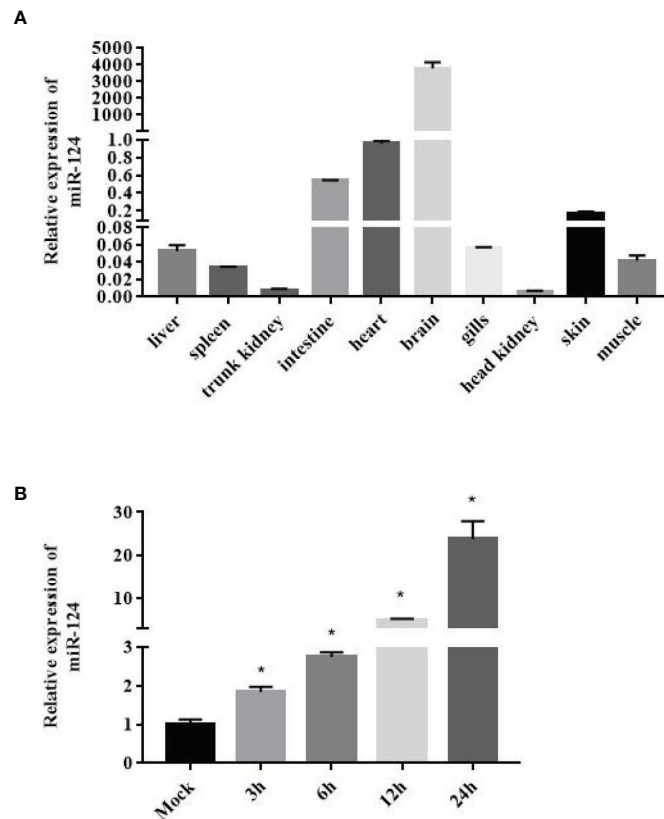 A
Relative expression of
miR-124
5000
4000
3000
2000
1000
1.0
0.8
0.6
0.4
0.2
0.08
0.06
0.04
0.02
0.00
liver
spleen
trunk kidney
intestine
heart
brain
gills
head kidney
skin
muscle
B
Relative expression of
miR-124
30
20
10
3
2
1
0
*
*
*
*
Mock
3h
6h
12h
24h